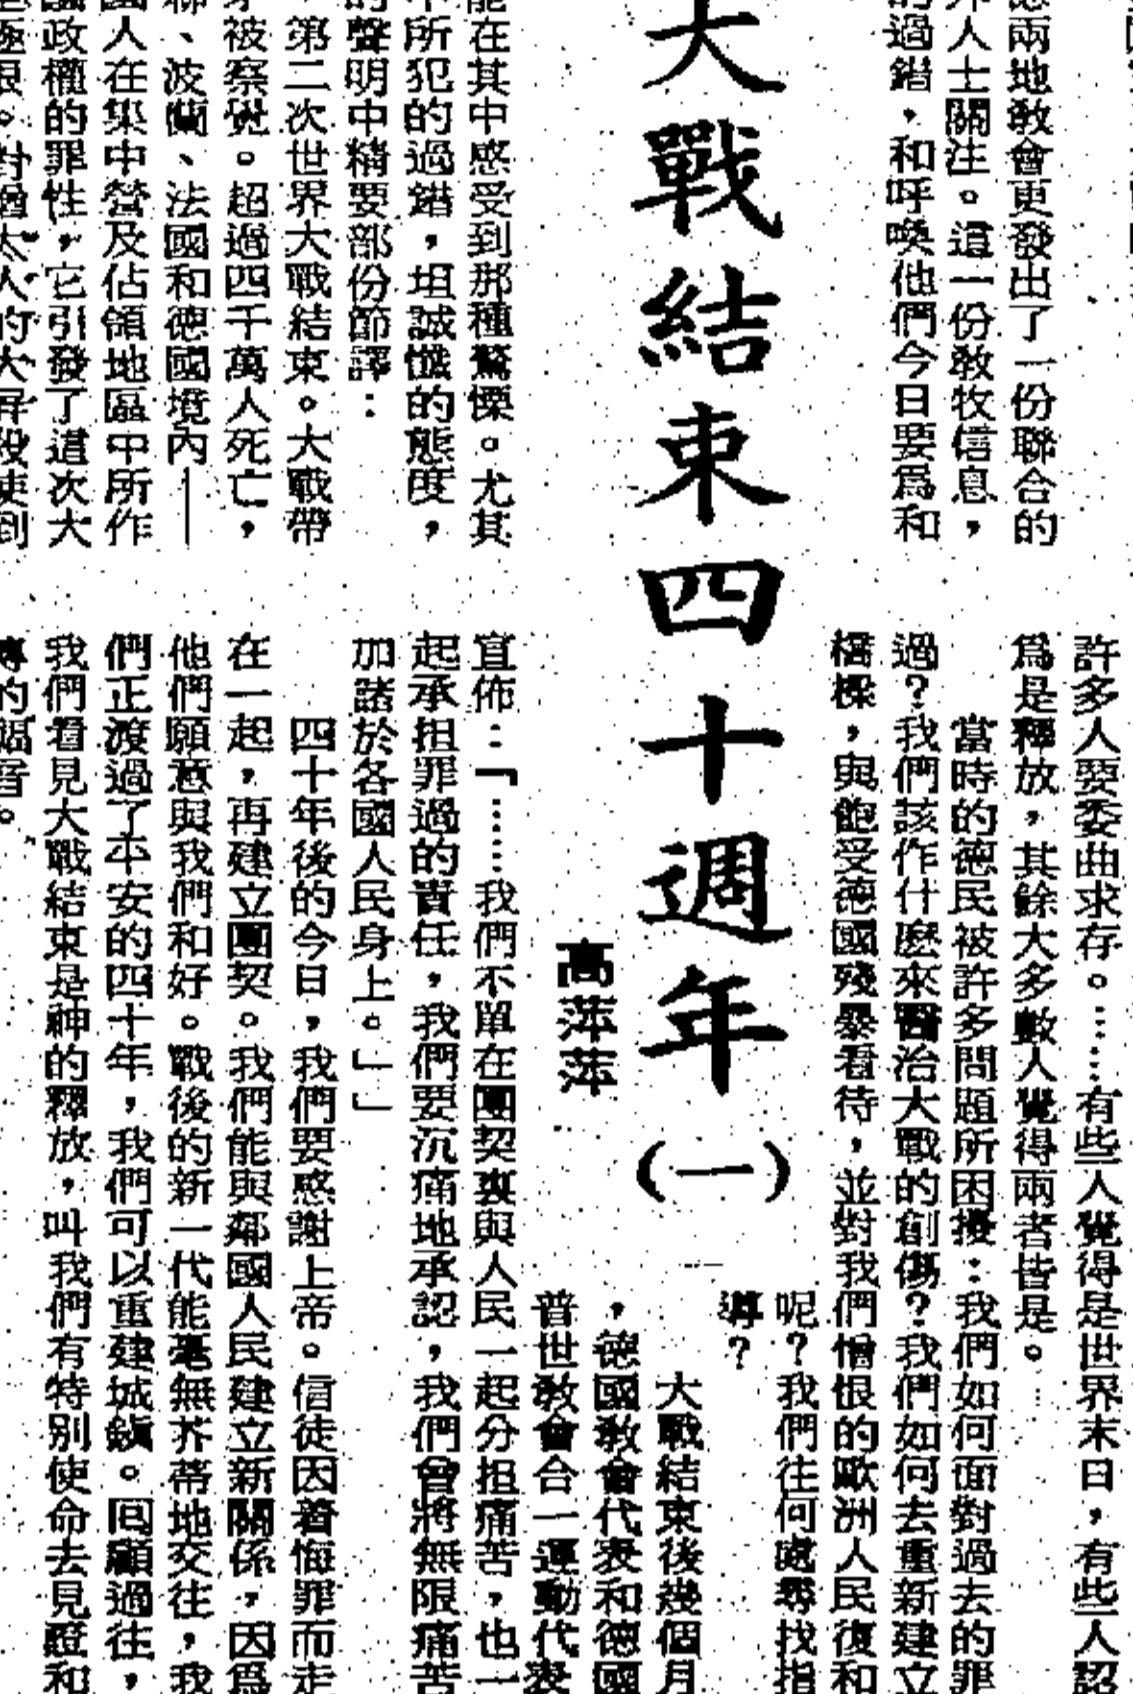 大戰結束四十週年(一)
高萍萍
兩地教會更發出了一份聯合的
人士關注。這一份教牧信息，
的過錯，和呼喚他們今日要爲和
能在其中感受到那種驚慄。尤其
所犯的過錯，坦誠懺的態度，
的聲明中精要部份節譯：
第二次世界大戰結束。大戰帶
被察覺。超過四千萬人死亡，
、波蘭、法國和德國境內——
人在集中營及佔領地區中所作
政權的罪性，它引發了這次大
極限。對猶太人的大屠殺使到
許多人要委曲求存。……有些人覺得是世界末日，有些人認
爲是釋放，其餘大多數人覺得兩者皆是。
當時的德民被許多問題所困擾：我們如何面對過去的罪
過？我們該作什麼來醫治大戰的創傷？我們如何去重新建立
橋樑，與飽受德國殘暴看待，並對我們憎恨的歐洲人民復和
呢？我們往何處尋找指
導？
大戰結束後幾個月
，德國教會代表和德國
普世教會合一運動代表
宣佈：「……我們不單在團契裏與人民一起分担痛苦，也一
起承担罪過的責任，我們要沉痛地承認，我們曾將無限痛苦
加諸於各國人民身上。」」
四十年後的今日，我們要感謝上帝。信徒因着悔罪而走
在一起，再建立團契。我們能與鄰國人民建立新關係，因爲
他們願意與我們和好。戰後的新一代能毫無芥蒂地交往，我
們正渡過了平安的四十年，我們可以重建城鎮。回顧過往，
我們看見大戰結束是神的釋放，叫我們有特別使命去見證和
傳的福音。